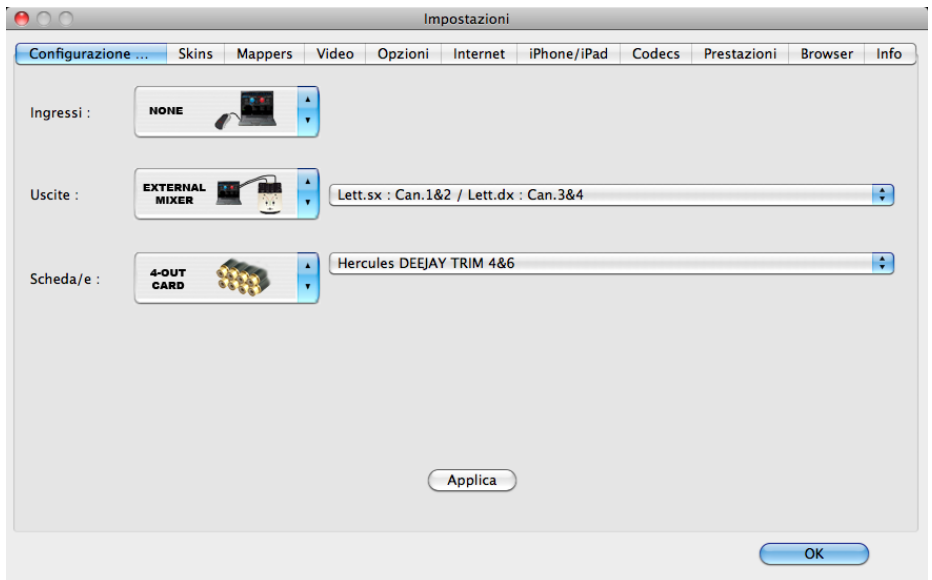 Impostazioni
Configurazione ... Skins Mappers Video Opzioni Internet iPhone/iPad Codecs Prestazioni Browser Info
Ingressi : NONE
Uscite : EXTERNAL MIXER Lett.sx : Can.1&2 / Lett.dx : Can.3&4
Scheda/e : 4-OUT CARD Hercules DEEJAY TRIM 4&6
Applica
OK